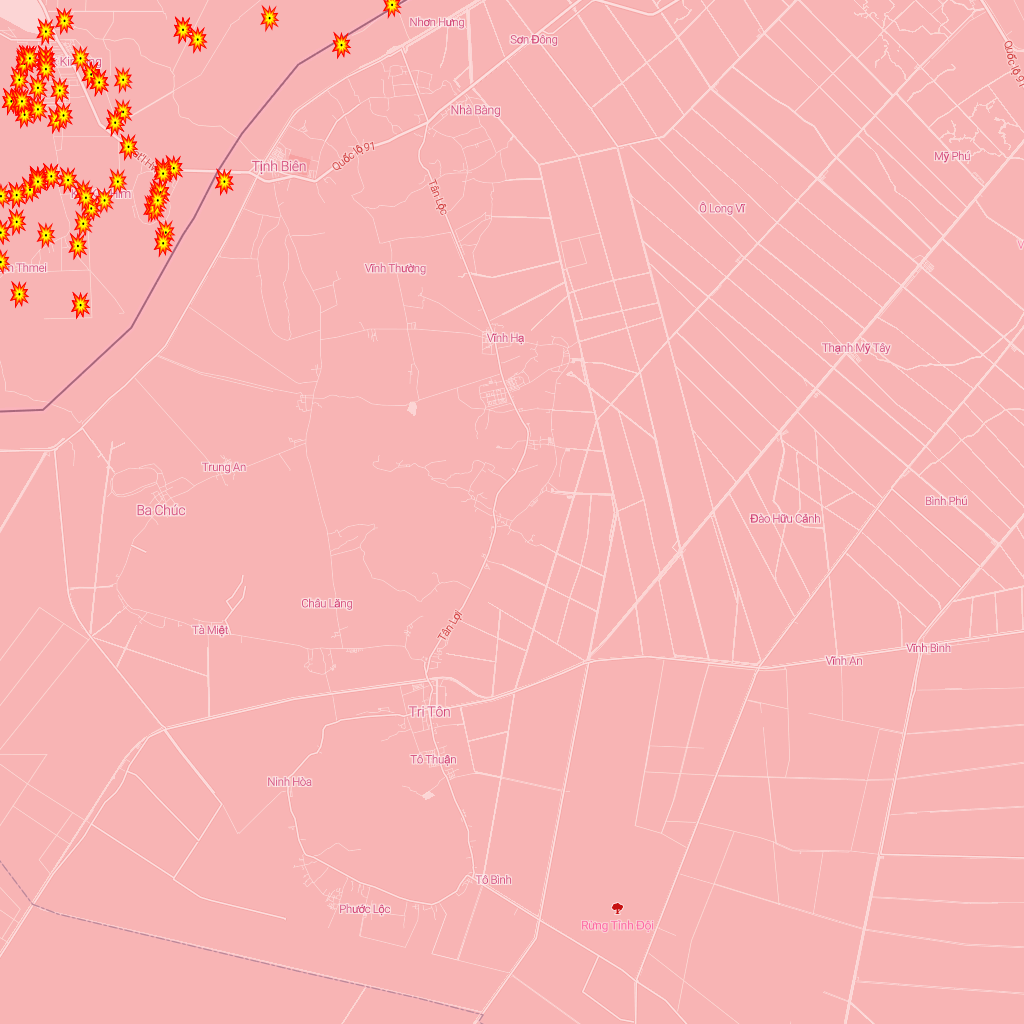 Nhơn Hưng
Sơn Đông
Quốc lộ 91
Nhà Bàng
Quốc lộ 91
Tịnh Biên
Mỹ Phú
Tân Lộc
Ô Long Vĩ
Vĩnh Thường
Thmei
Vĩnh Hạ
Thạnh Mỹ Tây
Trung An
Ba Chúc
Bình Phú
Đào Hữu Cảnh
Châu Lăng
Tà Miệt
Tân Lợi
Vĩnh Bình
Vĩnh An
Tri Tôn
Tô Thuận
Ninh Hòa
Tô Bình
Phước Lộc
Rừng Tình Đội